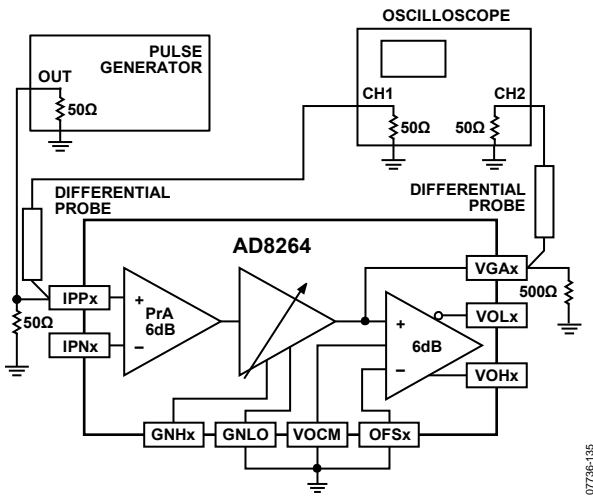 OSCILLOSCOPE
PULSE
GENERATOR
OUT
50Ω
CH1
CH2
50Ω
50Ω
DIFFERENTIAL
PROBE
DIFFERENTIAL
PROBE
AD8264
IPPx
+
PrA
6dB
–
IPNx
50Ω
+
6dB
–
VGAx
500Ω
VOLx
VOHx
GNHx
GNLO
VOCM
OFSx
07736-135